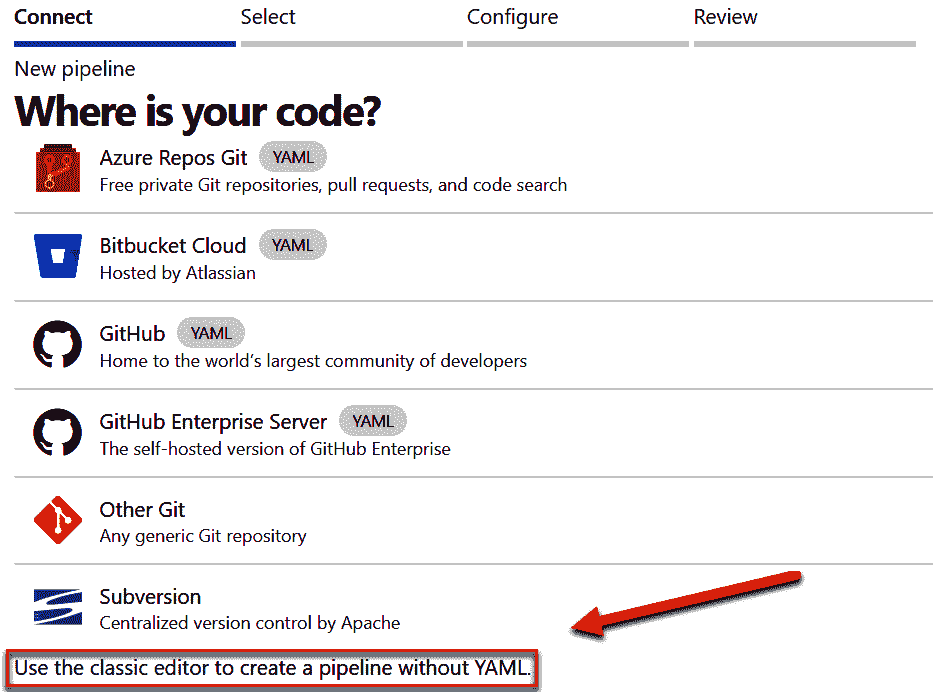 Connect Select Configure Review
New pipeline
Where is your code?
Azure Repos Git YAML
Free private Git repositories, pull requests, and code search
Bitbucket Cloud YAML
Hosted by Atlassian
GitHub YAML
Home to the world's largest community of developers
GitHub Enterprise Server YAML
The self-hosted version of GitHub Enterprise
Other Git
Any generic Git repository
Subversion
Centralized version control by Apache
Use the classic editor to create a pipeline without YAML.